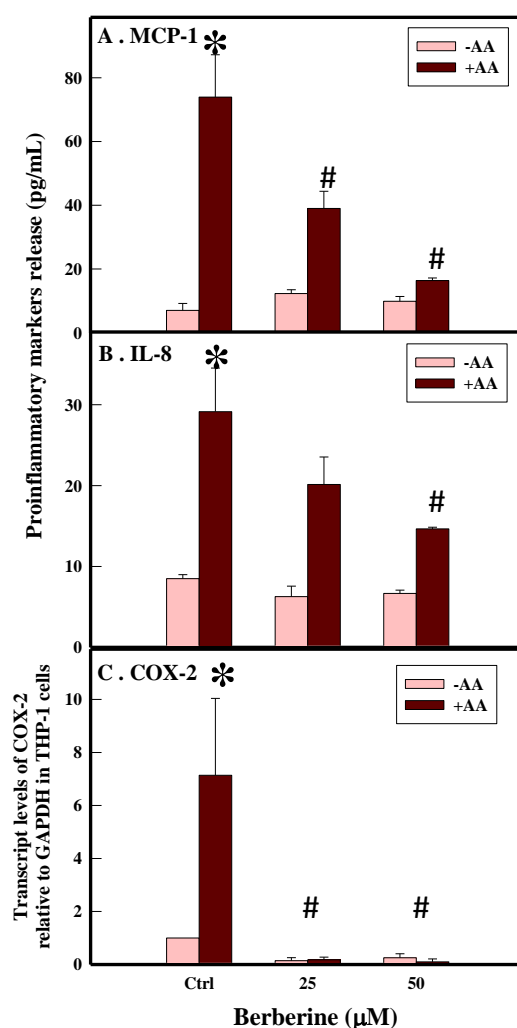 A . MCP-1
*
-AA
+AA
#
#
80
60
40
20
0
Proinflammatory markers release (pg/mL)
B . IL-8
*
-AA
+AA
#
30
20
10
0
C . COX-2
*
-AA
+AA
#
#
10
8
6
4
2
0
Transcript levels of COX-2
relative to GAPDH in THP-1 cells
Ctrl
25
50
Berberine (µM)